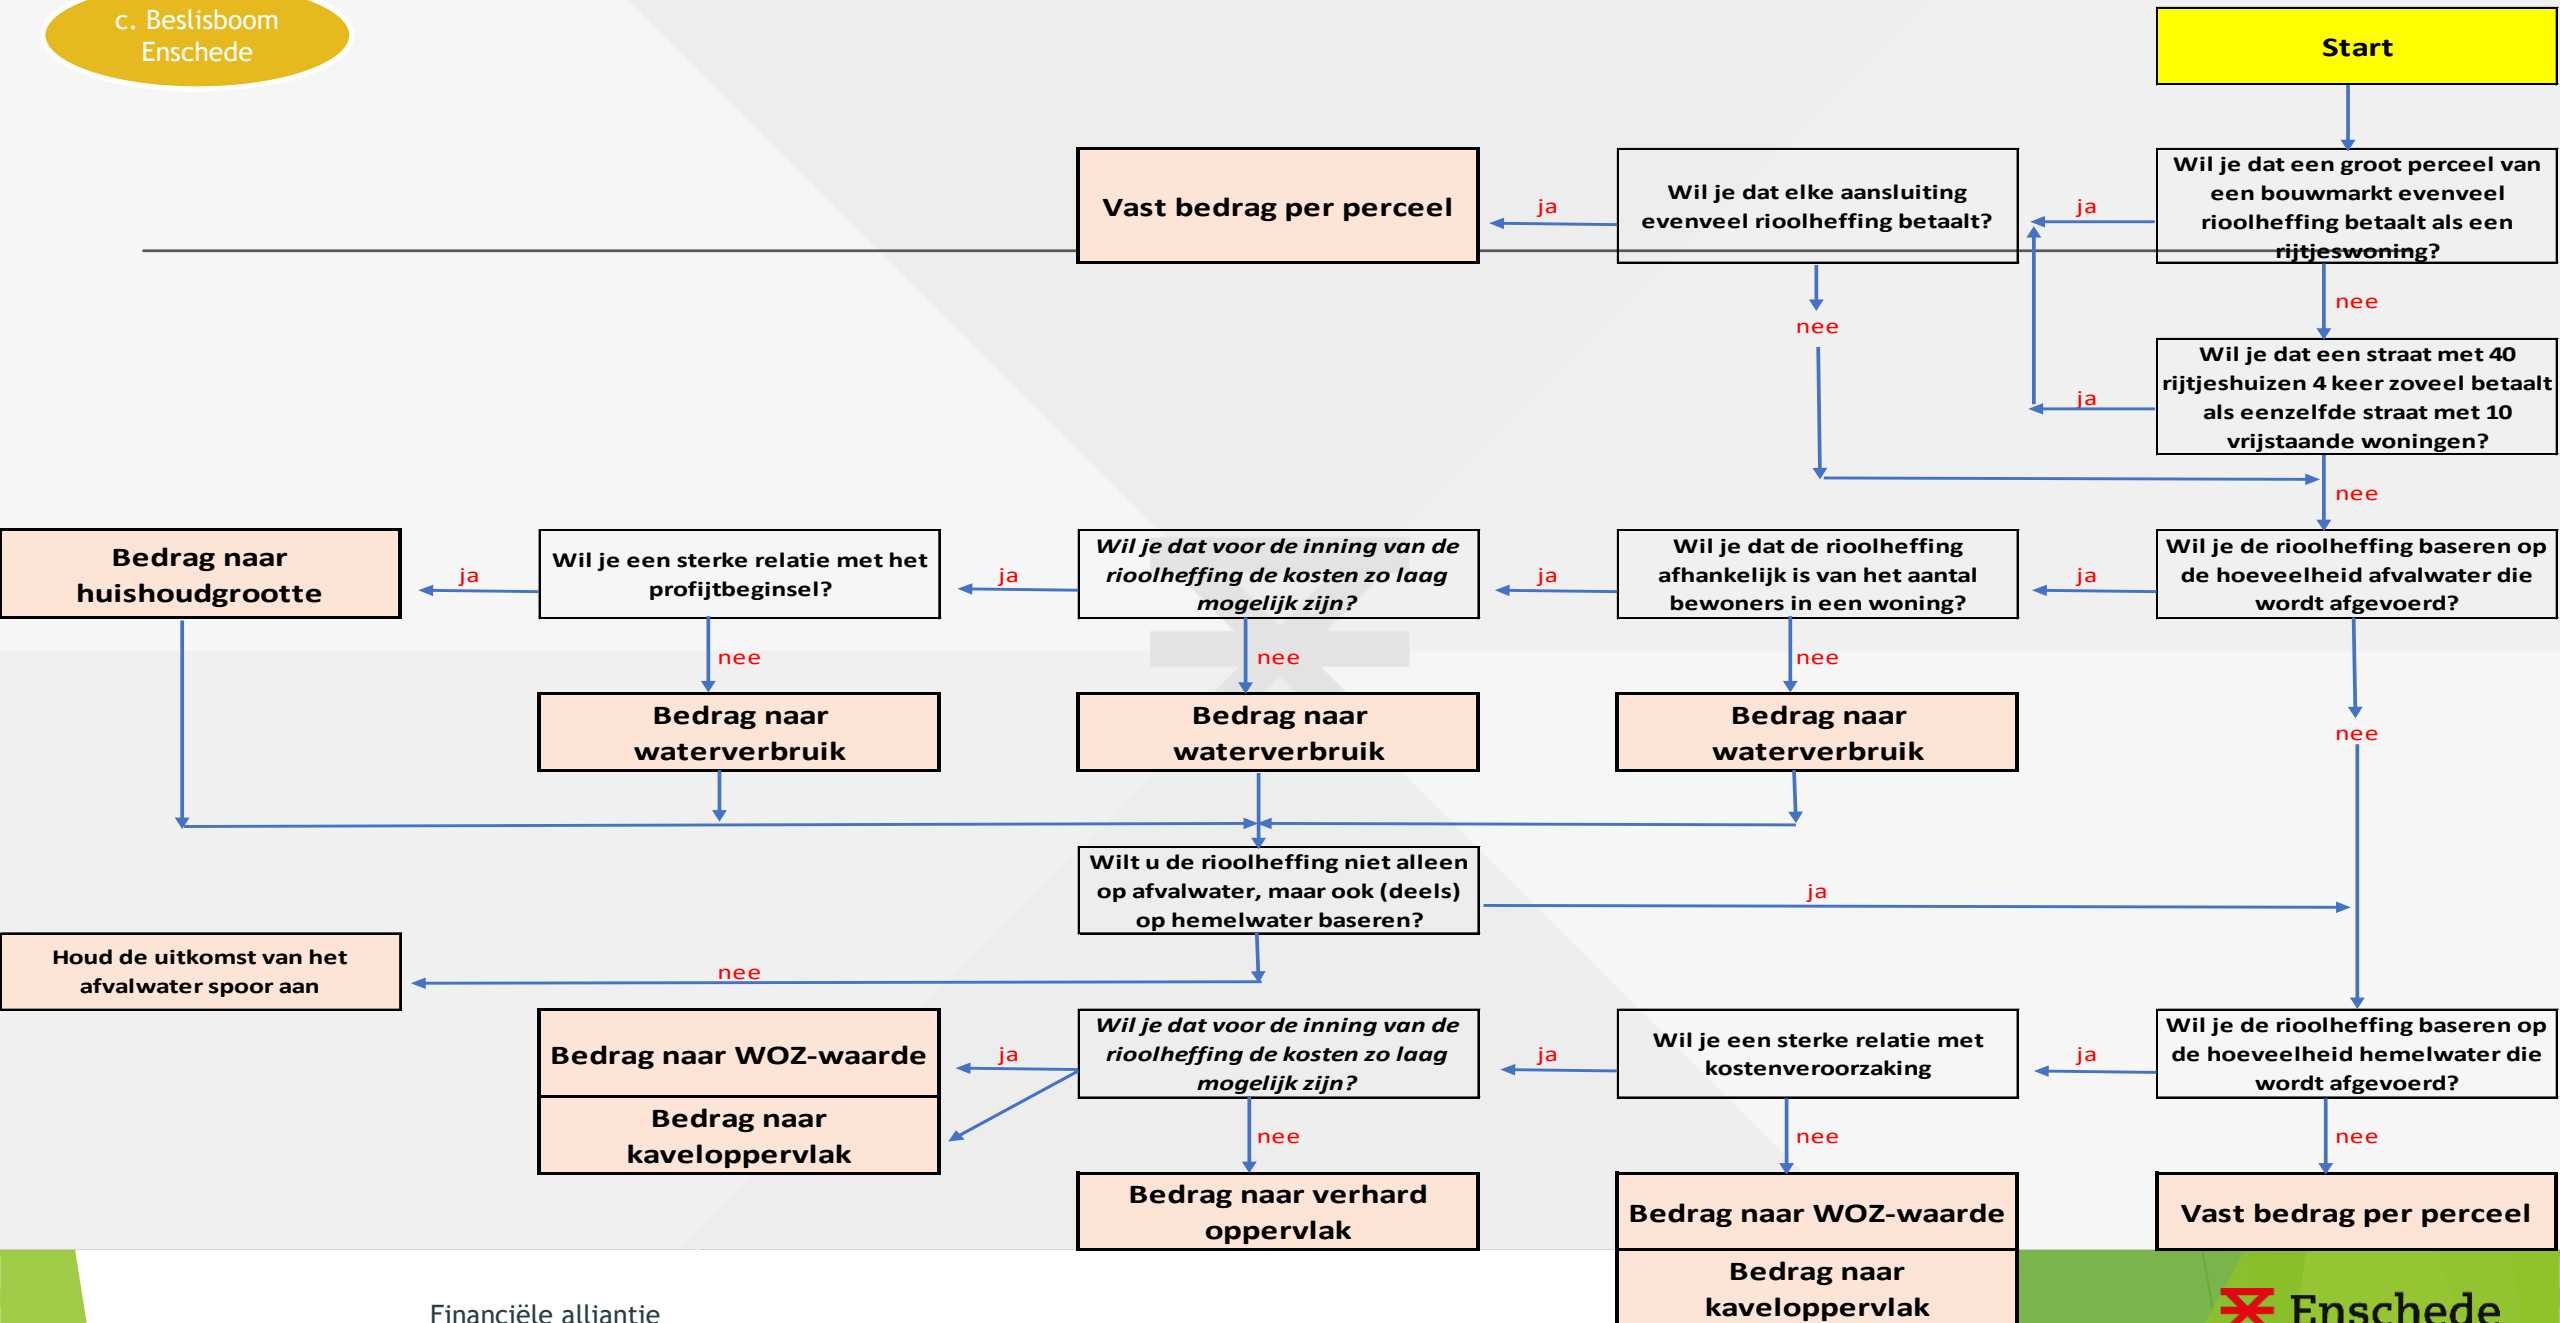 c. Beslisboom
Enschede
Start
Vast bedrag per perceel
ja
Wil je dat elke aansluiting
evenveel rioolheffing betaalt?
ja
Wil je dat een groot perceel van
een bouwmarkt evenveel
rioolheffing betaalt als een
rijtjeswoning?
nee
nee
ja
Wil je dat een straat met 40
rijtjeshuizen 4 keer zoveel betaalt
als eenzelfde straat met 10
vrijstaande woningen?
nee
Bedrag naar
huishoudgrootte
ja
Wil je een sterke relatie met het
profijtbeginsel?
ja
Wil je dat voor de inning van de
rioolheffing de kosten zo laag
mogelijk zijn?
ja
Wil je dat de rioolheffing
afhankelijk is van het aantal
bewoners in een woning?
ja
Wil je de rioolheffing baseren op
de hoeveelheid afvalwater die
wordt afgevoerd?
nee
nee
nee
nee
Bedrag naar
waterverbruik
Bedrag naar
waterverbruik
Bedrag naar
waterverbruik
Wilt u de rioolheffing niet alleen
op afvalwater, maar ook (deels)
op hemelwater baseren?
ja
Houd de uitkomst van het
afvalwater spoor aan
nee
Bedrag naar WOZ-waarde
Bedrag naar
kaveloppervlak
ja
Wil je dat voor de inning van de
rioolheffing de kosten zo laag
mogelijk zijn?
ja
Wil je een sterke relatie met
kostenveroorzaking
ja
Wil je de rioolheffing baseren op
de hoeveelheid hemelwater die
wordt afgevoerd?
nee
nee
nee
Bedrag naar verhard
oppervlak
Bedrag naar WOZ-waarde
Bedrag naar
kaveloppervlak
Vast bedrag per perceel
Financiële alliantie
Enschede